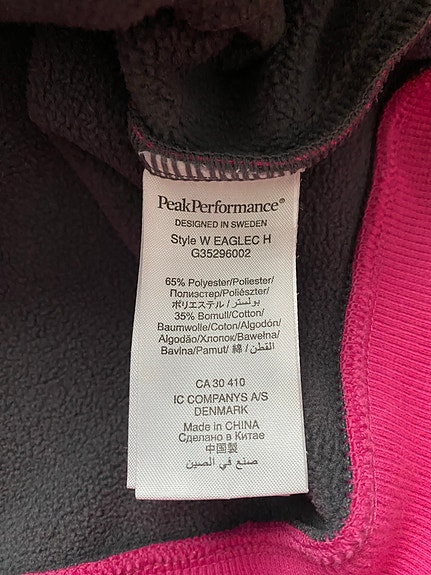 PeakPerformance®
DESIGNED IN SWEDEN
Style W EAGLEC H
G35296002
65% Polyester/Poliester/
Полиэстер/Poliészter/
ポリエステル / بولستر/
35% Bomull/Cotton/
Baumwolle/Coton/Algodón/
Algodão/Хлопок/Bawełna/
Bavlna/Pamut/ 綿 / القطن/
CA 30 410
IC COMPANYS A/S
DENMARK
Made in CHINA
Сделано в Китае
中国製
صنع في الصين